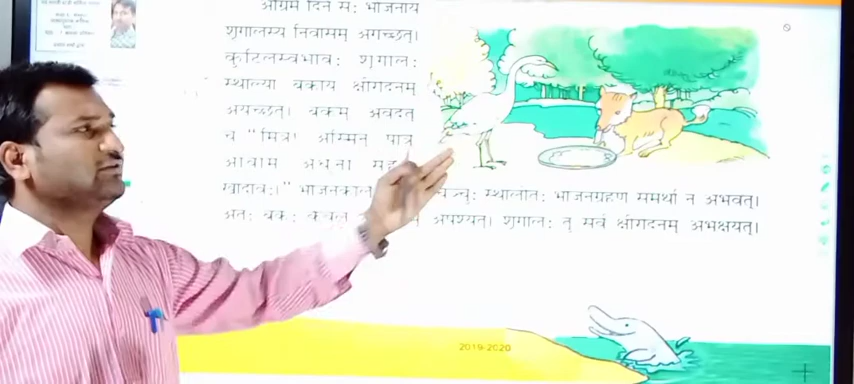 अग्रिमे दिने सः भोजनाय
शृगालस्य निवासम् अगच्छत्।
कुटिलस्वभावः शृगालः
स्थाल्यां बकाय क्षीरोदनम्
अयच्छत्। बकम् अवदत्
च "मित्र! अस्मिन् पात्रे
आवाम् अधुना
खादावः।" भोजनकाले स्थालीतः भोजनग्रहणे समर्था न अभवत्।
अतः बकः केवलं अपश्यत्। शृगालः तु सर्वं क्षीरोदनम् अभक्षयत्।
2019-2020